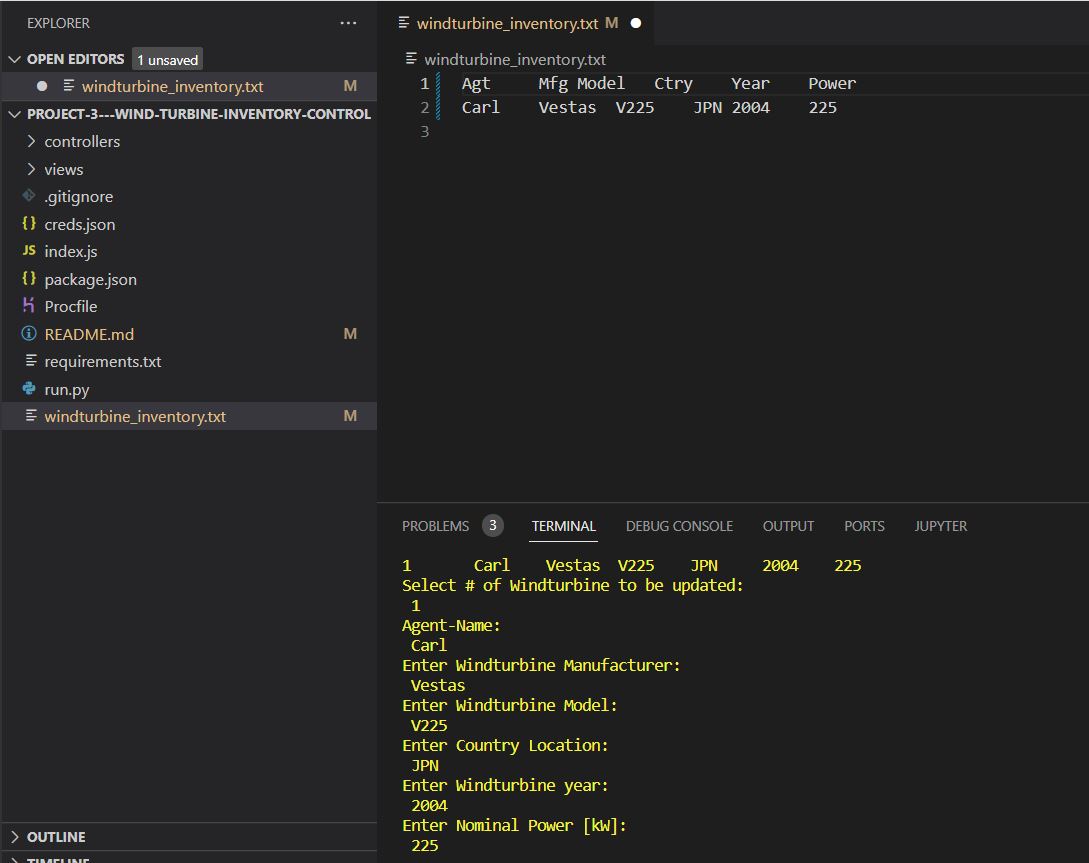 EXPLORER ...
OPEN EDITORS 1 unsaved
windturbine_inventory.txt M
PROJECT-3---WIND-TURBINE-INVENTORY-CONTROL
controllers
views
.gitignore
{} creds.json
JS index.js
{} package.json
Procfile
README.md M
requirements.txt
run.py
windturbine_inventory.txt M
OUTLINE
TIMELINE
windturbine_inventory.txt M
windturbine_inventory.txt
1 Agt Mfg Model Ctry Year Power
2 Carl Vestas V225 JPN 2004 225
3
PROBLEMS 3 TERMINAL DEBUG CONSOLE OUTPUT PORTS JUPYTER
1 Carl Vestas V225 JPN 2004 225
Select # of Windturbine to be updated:
1
Agent-Name:
Carl
Enter Windturbine Manufacturer:
Vestas
Enter Windturbine Model:
V225
Enter Country Location:
JPN
Enter Windturbine year:
2004
Enter Nominal Power [kW]:
225